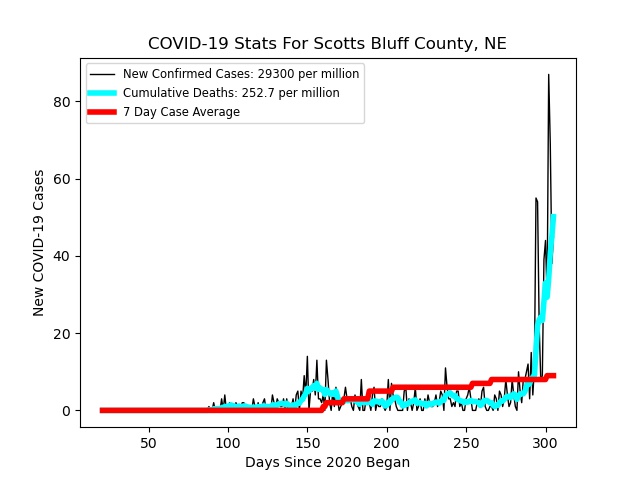 COVID-19 Stats For Scotts Bluff County, NE
New Confirmed Cases: 29300 per million
Cumulative Deaths: 252.7 per million
7 Day Case Average
New COVID-19 Cases
80
60
40
20
0
50 100 150 200 250 300
Days Since 2020 Began